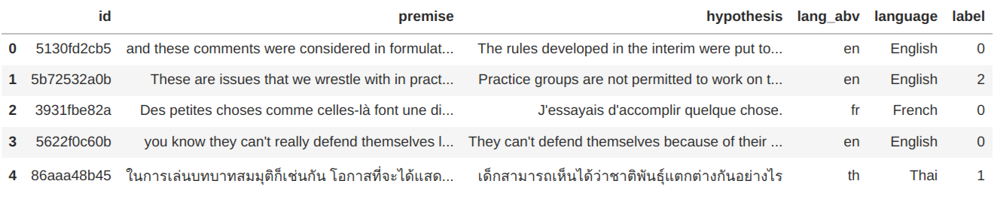 id premise hypothesis lang_abv language label
0 5130fd2cb5 and these comments were considered in formulat... The rules developed in the interim were put to... en English 0
1 5b72532a0b These are issues that we wrestle with in pract... Practice groups are not permitted to work on t... en English 2
2 3931fbe82a Des petites choses comme celles-là font une di... J'essayais d'accomplir quelque chose. fr French 0
3 5622f0c60b you know they can't really defend themselves l... They can't defend themselves because of their ... en English 0
4 86aaa48b45 ในการเล่นบทบาทสมมุติก็เช่นกัน โอกาสที่จะได้แสด... เด็กสามารถเห็นได้ว่าชาติพันธุ์แตกต่างกันอย่างไร th Thai 1